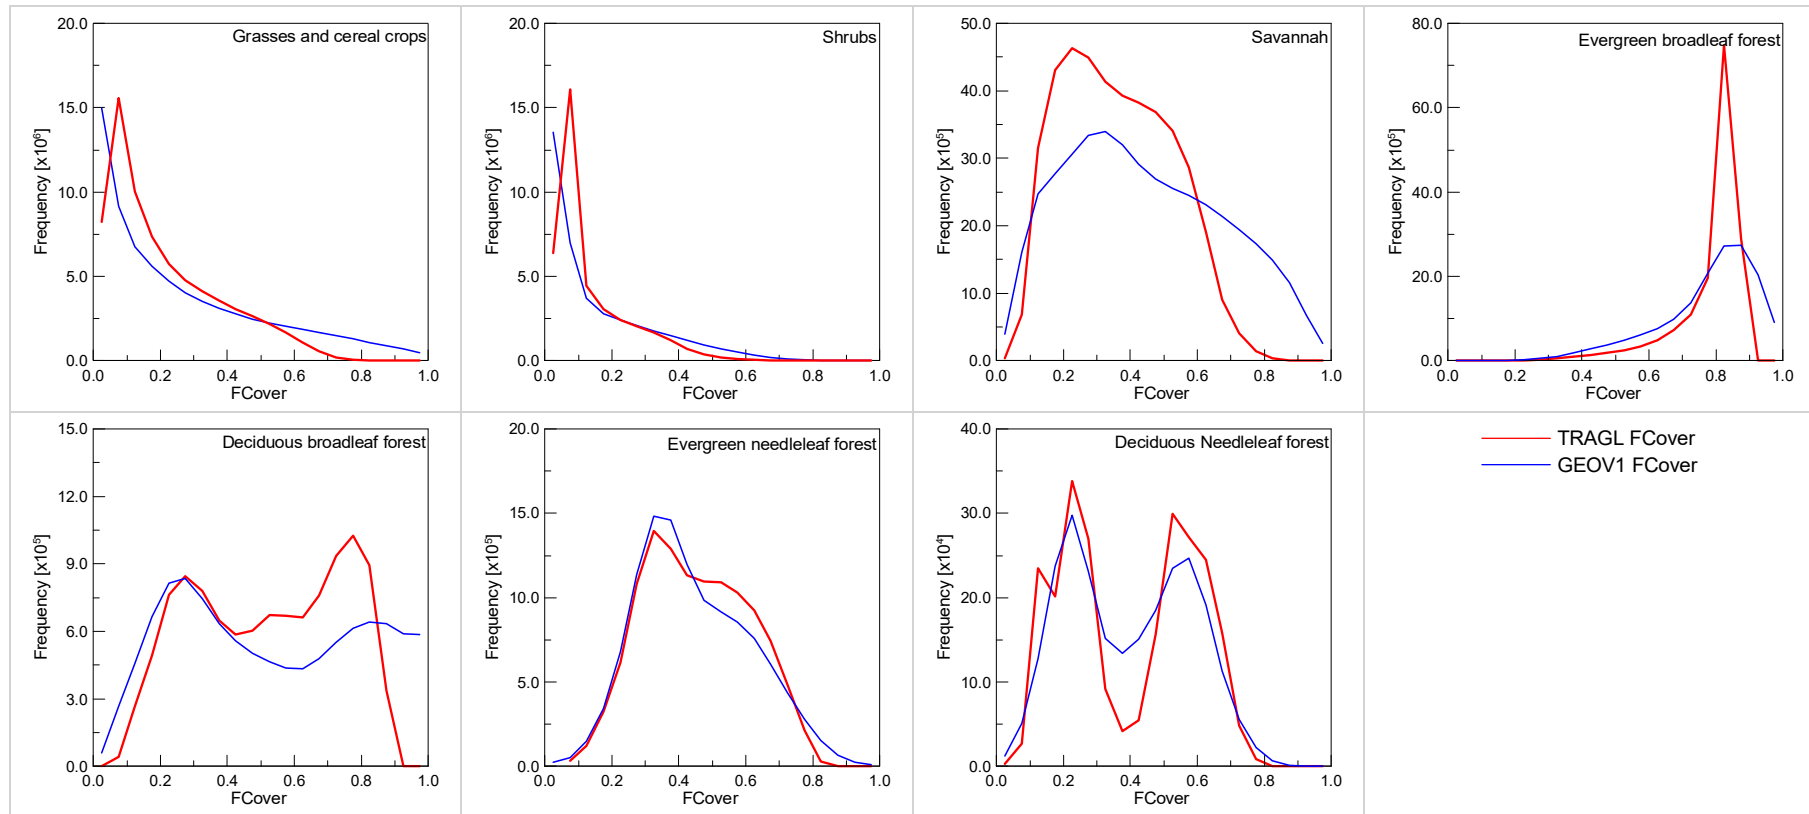 20.0
15.0
10.0
5.0
0.0
Frequency [x10⁶]
Grasses and cereal crops
0.0 0.2 0.4 0.6 0.8 1.0
FCover
20.0
15.0
10.0
5.0
0.0
Frequency [x10⁶]
Shrubs
0.0 0.2 0.4 0.6 0.8 1.0
FCover
50.0
40.0
30.0
20.0
10.0
0.0
Frequency [x10⁵]
Savannah
0.0 0.2 0.4 0.6 0.8 1.0
FCover
80.0
60.0
40.0
20.0
0.0
Frequency [x10⁵]
Evergreen broadleaf forest
0.0 0.2 0.4 0.6 0.8 1.0
FCover
15.0
12.0
9.0
6.0
3.0
0.0
Frequency [x10⁵]
Deciduous broadleaf forest
0.0 0.2 0.4 0.6 0.8 1.0
FCover
20.0
15.0
10.0
5.0
0.0
Frequency [x10⁵]
Evergreen needleleaf forest
0.0 0.2 0.4 0.6 0.8 1.0
FCover
40.0
30.0
20.0
10.0
0.0
Frequency [x10⁴]
Deciduous Needleleaf forest
0.0 0.2 0.4 0.6 0.8 1.0
FCover
TRAGL FCover
GEOV1 FCover